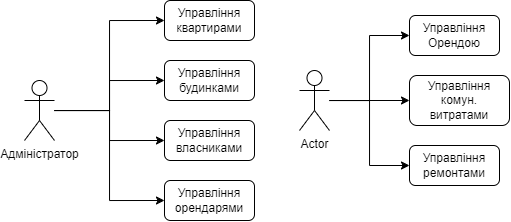 Управління
квартирами
Управління
будинками
Адміністратор
Управління
власниками
Управління
орендарями
Управління
Орендою
Управління
комун.
витратами
Actor
Управління
ремонтами